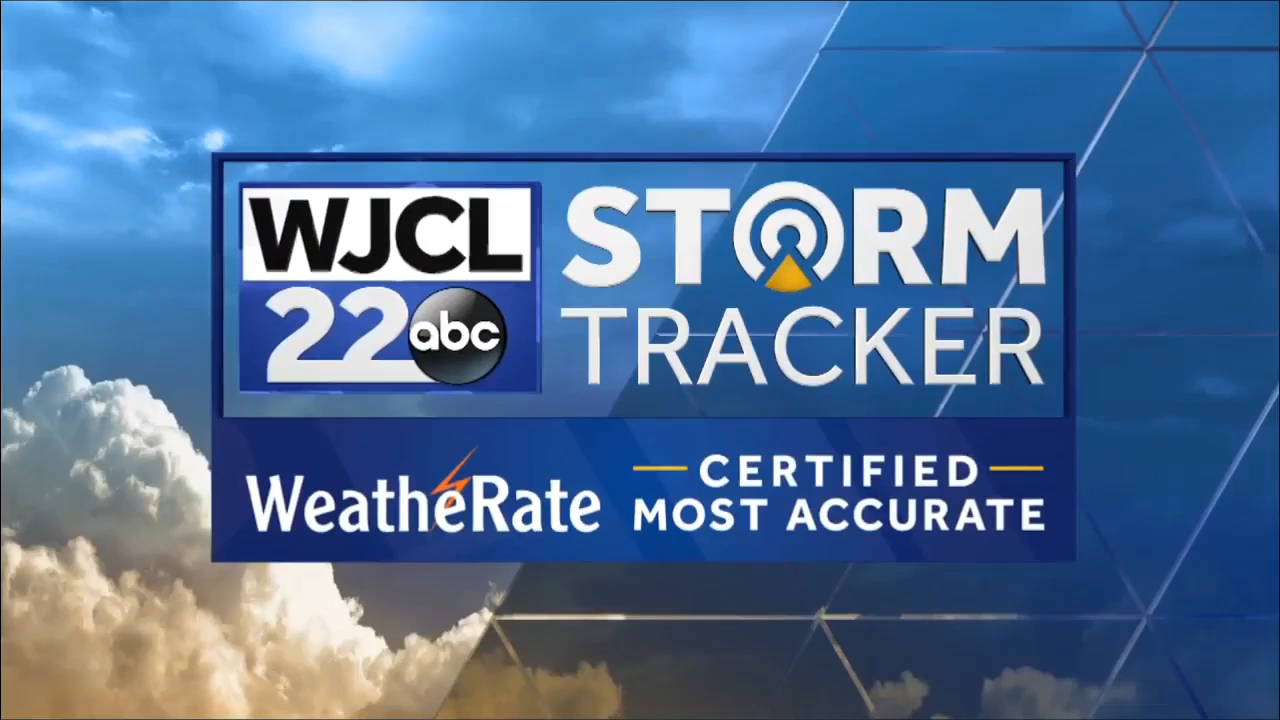 WJCL
22 abc
STORM
TRACKER
WeatheRate
CERTIFIED
MOST ACCURATE